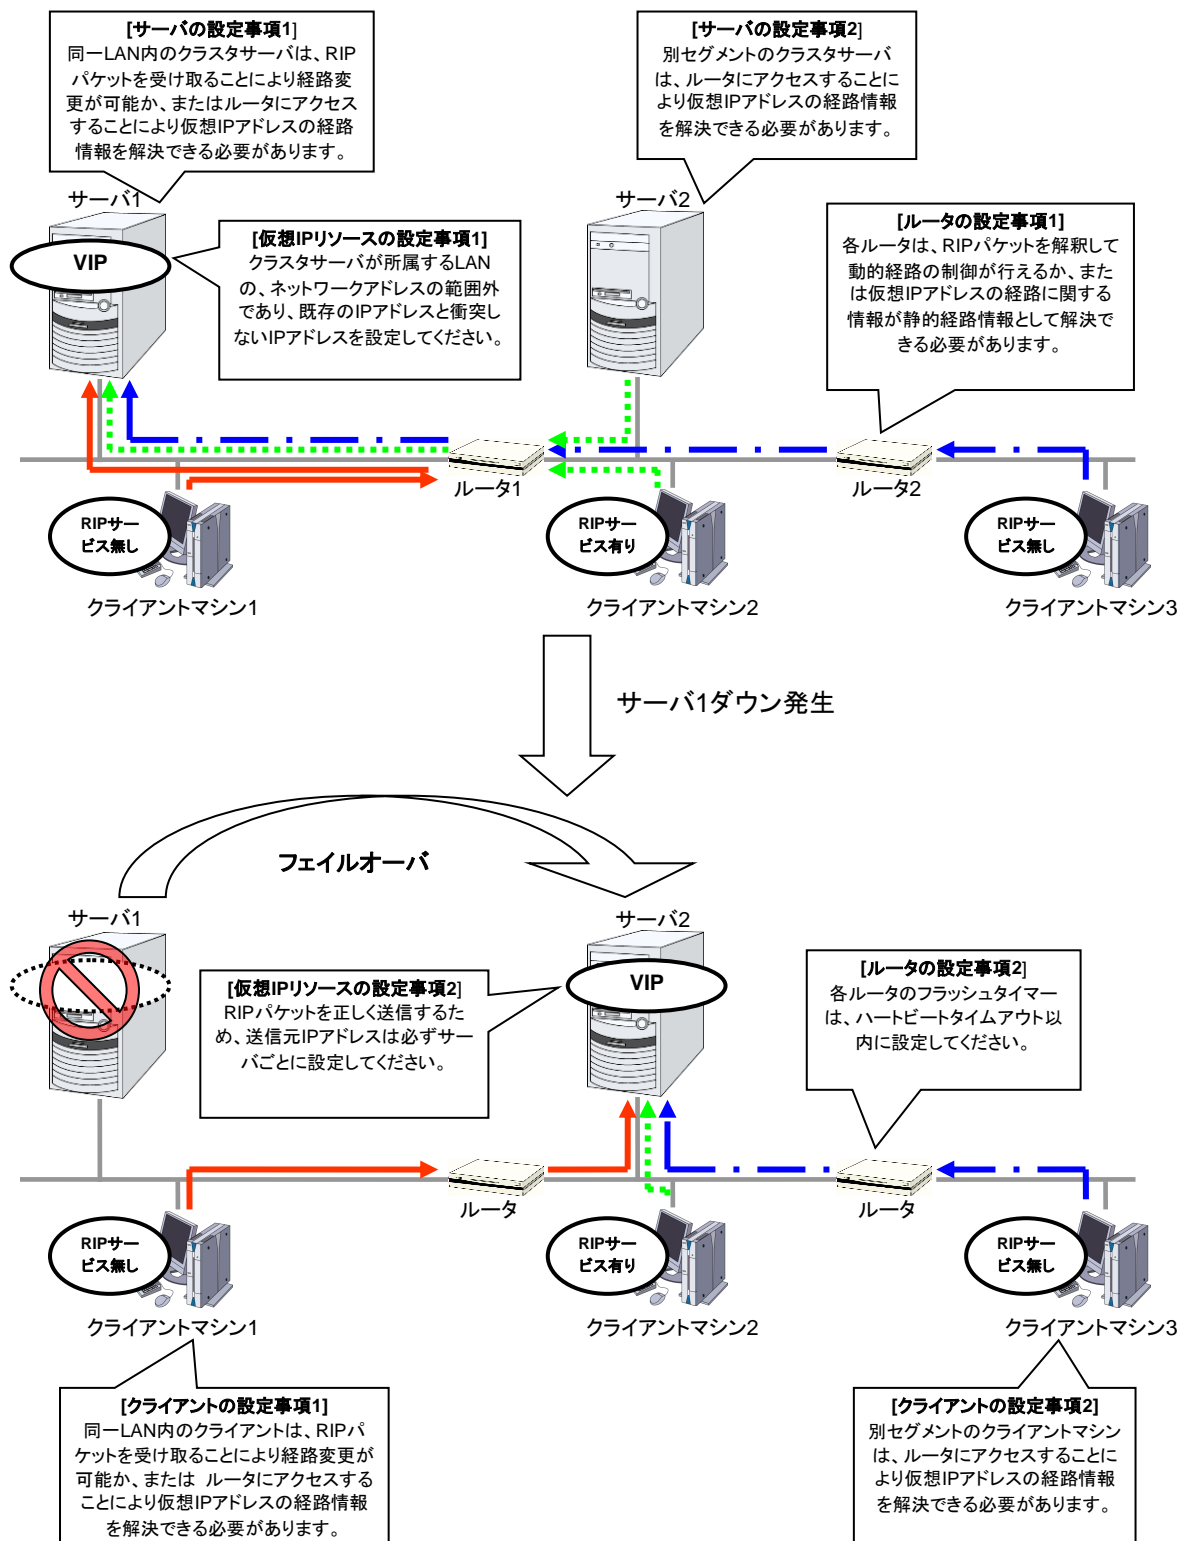 [サーバの設定事項1]
同一LAN内のクラスタサーバは、RIP
パケットを受け取ることにより経路変
更が可能か、またはルータにアクセス
することにより仮想IPアドレスの経路
情報を解決できる必要があります。
[サーバの設定事項2]
別セグメントのクラスタサーバ
は、ルータにアクセスすることに
より仮想IPアドレスの経路情報
を解決できる必要があります。
サーバ1
サーバ2
VIP
[仮想IPリソースの設定事項1]
クラスタサーバが所属するLAN
の、ネットワークアドレスの範囲外
であり、既存のIPアドレスと衝突し
ないIPアドレスを設定してください。
[ルータの設定事項1]
各ルータは、RIPパケットを解釈して
動的経路の制御が行えるか、また
は仮想IPアドレスの経路に関する
情報が静的経路情報として解決で
きる必要があります。
ルータ1
ルータ2
RIPサー
ビス無し
RIPサー
ビス有り
RIPサー
ビス無し
クライアントマシン1
クライアントマシン2
クライアントマシン3
サーバ1ダウン発生
フェイルオーバ
サーバ1
サーバ2
VIP
[仮想IPリソースの設定事項2]
RIPパケットを正しく送信するた
め、送信元IPアドレスは必ずサー
バごとに設定してください。
[ルータの設定事項2]
各ルータのフラッシュタイマー
は、ハートビートタイムアウト以
内に設定してください。
ルータ
ルータ
RIPサー
ビス無し
RIPサー
ビス有り
RIPサー
ビス無し
クライアントマシン1
クライアントマシン2
クライアントマシン3
[クライアントの設定事項1]
同一LAN内のクライアントは、RIPパ
ケットを受け取ることにより経路変更が
可能か、または ルータにアクセスする
ことにより仮想IPアドレスの経路情報
を解決できる必要があります。
[クライアントの設定事項2]
別セグメントのクライアントマシン
は、ルータにアクセスすることに
より仮想IPアドレスの経路情報
を解決できる必要があります。